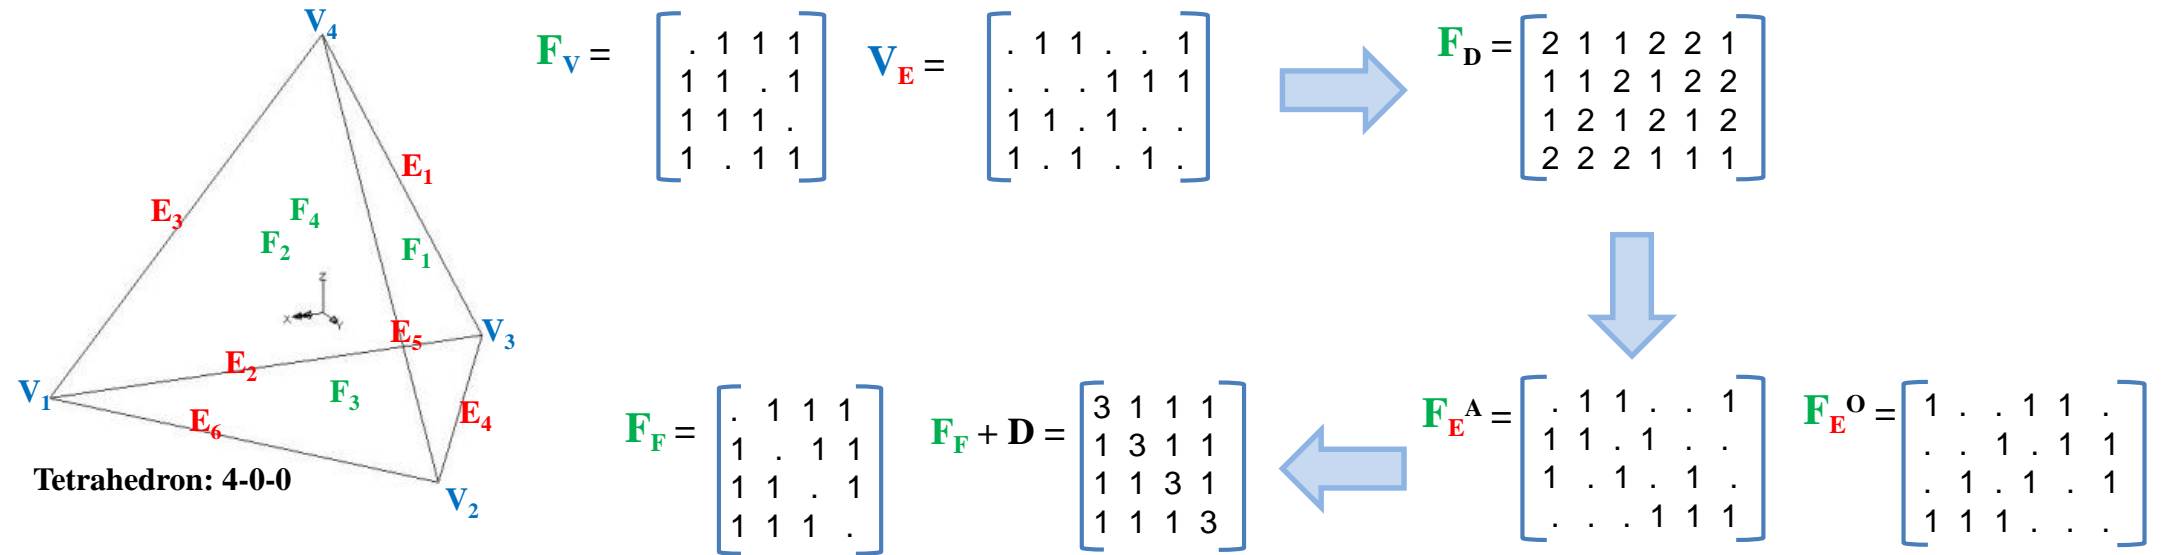 V4
E1
E3
F4
F2
F1
z
x
y
E5
V3
E2
V1
F3
E4
E6
Tetrahedron: 4-0-0
V2
FV =
. 1 1 1
1 1 . 1
1 1 1 .
1 . 1 1
VE =
. 1 1 . . 1
. . . 1 1 1
1 1 . 1 . .
1 . 1 . 1 .
FD =
2 1 1 2 2 1
1 1 2 1 2 2
1 2 1 2 1 2
2 2 2 1 1 1
FF =
. 1 1 1
1 . 1 1
1 1 . 1
1 1 1 .
FF + D =
3 1 1 1
1 3 1 1
1 1 3 1
1 1 1 3
FE^A =
. 1 1 . . 1
1 1 . 1 . .
1 . 1 . 1 .
. . . 1 1 1
FE^O =
1 . . 1 1 .
. . 1 . 1 1
. 1 . 1 . 1
1 1 1 . . .